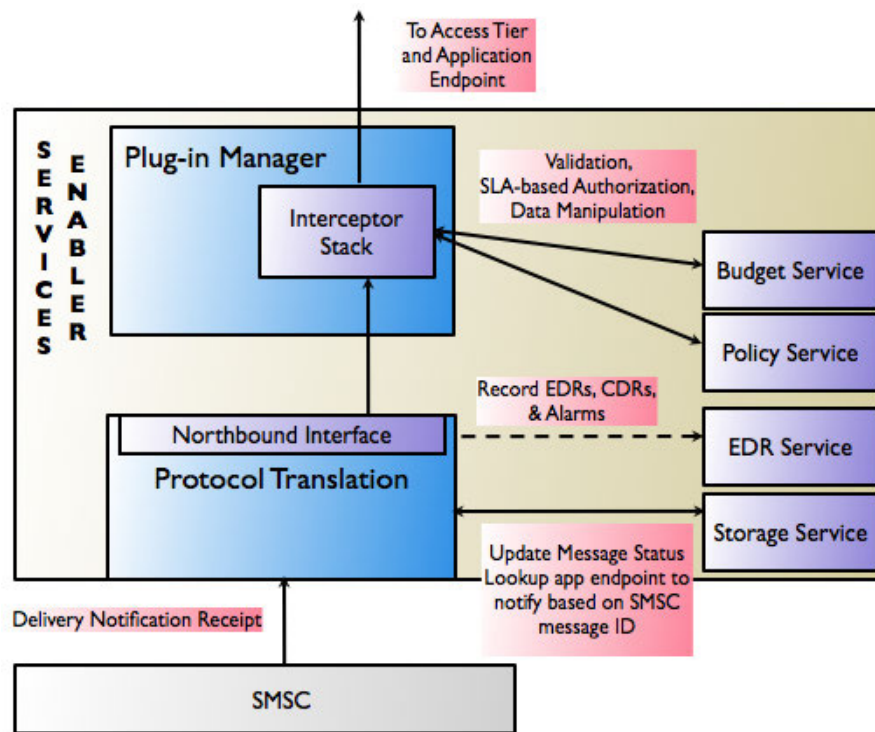 To Access Tier
and Application
Endpoint
SERVICES
ENABLER
Plug-in Manager
Interceptor
Stack
Validation,
SLA-based Authorization,
Data Manipulation
Budget Service
Policy Service
Record EDRs, CDRs,
& Alarms
Northbound Interface
EDR Service
Protocol Translation
Storage Service
Update Message Status
Lookup app endpoint to
notify based on SMSC
message ID
Delivery Notification Receipt
SMSC